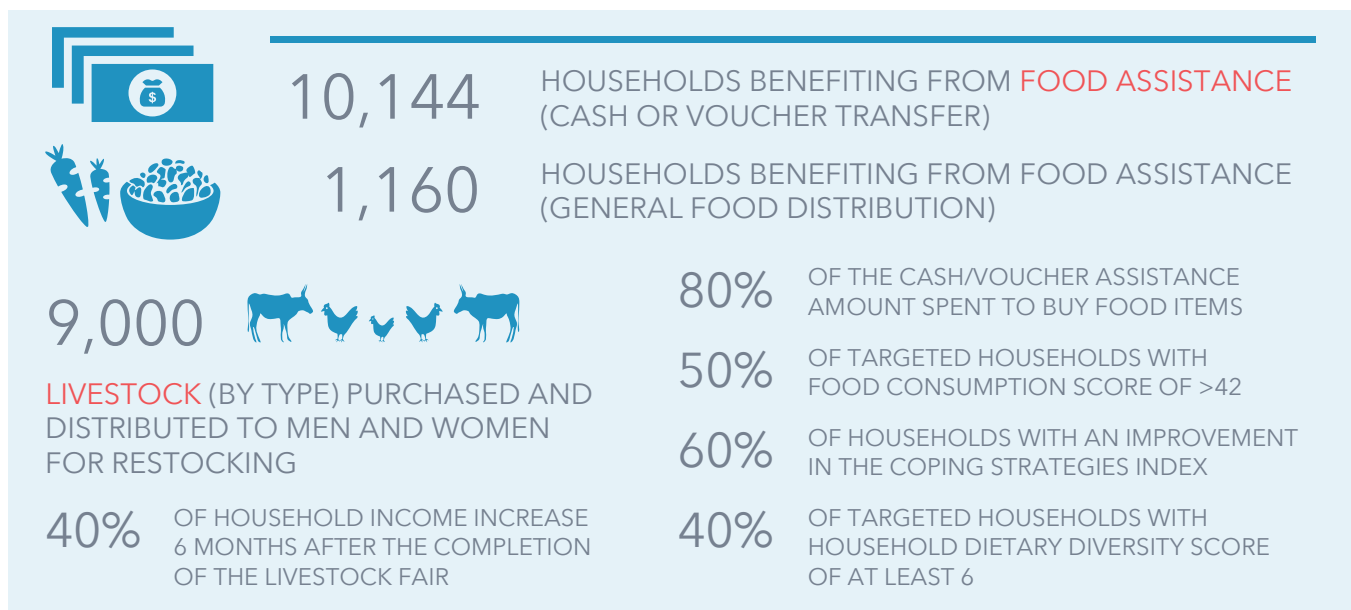 $
10,144
HOUSEHOLDS BENEFITING FROM FOOD ASSISTANCE
(CASH OR VOUCHER TRANSFER)
1,160
HOUSEHOLDS BENEFITING FROM FOOD ASSISTANCE
(GENERAL FOOD DISTRIBUTION)
9,000
LIVESTOCK (BY TYPE) PURCHASED AND
DISTRIBUTED TO MEN AND WOMEN
FOR RESTOCKING
40%
OF HOUSEHOLD INCOME INCREASE
6 MONTHS AFTER THE COMPLETION
OF THE LIVESTOCK FAIR
80%
OF THE CASH/VOUCHER ASSISTANCE
AMOUNT SPENT TO BUY FOOD ITEMS
50%
OF TARGETED HOUSEHOLDS WITH
FOOD CONSUMPTION SCORE OF >42
60%
OF HOUSEHOLDS WITH AN IMPROVEMENT
IN THE COPING STRATEGIES INDEX
40%
OF TARGETED HOUSEHOLDS WITH
HOUSEHOLD DIETARY DIVERSITY SCORE
OF AT LEAST 6